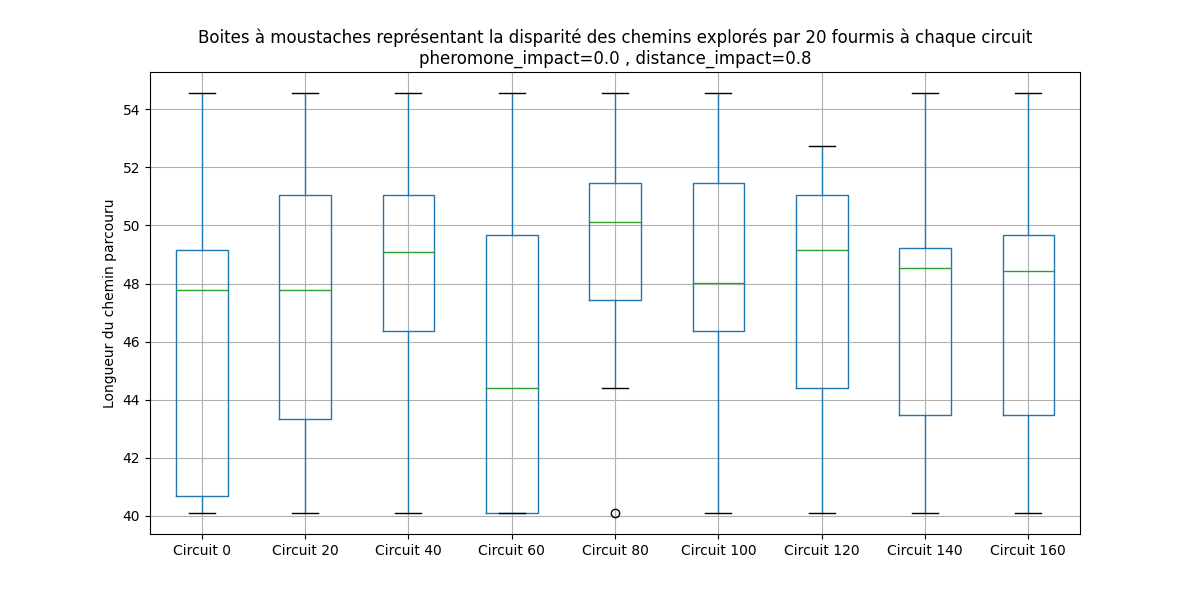 Boites à moustaches représentant la disparité des chemins explorés par 20 fourmis à chaque circuit
pheromone_impact=0.0 , distance_impact=0.8
Longueur du chemin parcouru
54
52
50
48
46
44
42
40
Circuit 0
Circuit 20
Circuit 40
Circuit 60
Circuit 80
Circuit 100
Circuit 120
Circuit 140
Circuit 160